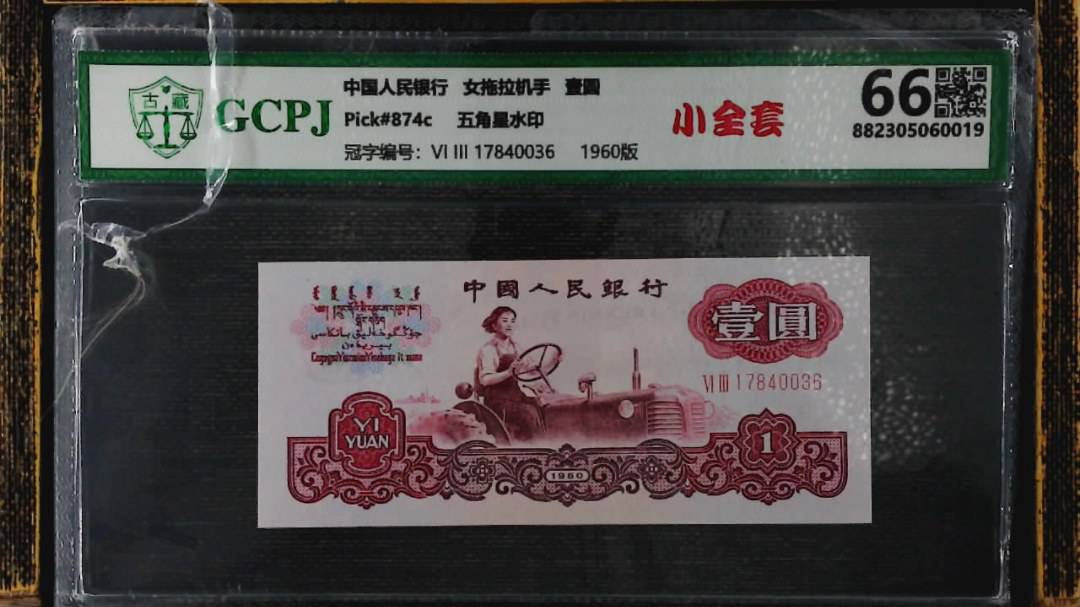 古藏
GCPJ
中国人民银行 女拖拉机手 壹圆
Pick#874c 五角星水印
冠字编号：VI III 17840036 1960版
小全套
66
882305060019
中國人民銀行
壹圓
VI III 17840036
YI
YUAN
1960
1